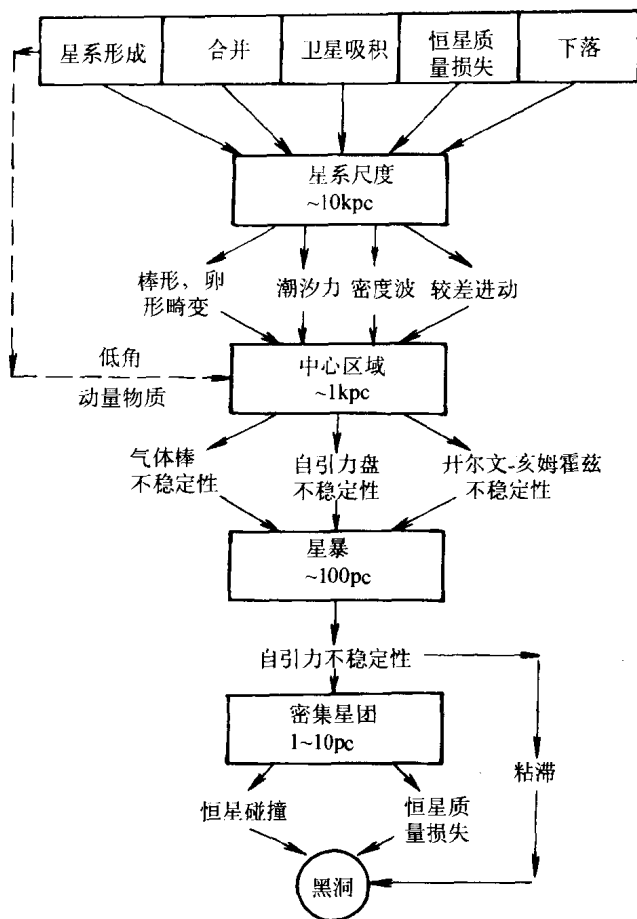 星系形成
合并
卫星吸积
恒星质
量损失
下落
星系尺度
~10kpc
棒形、卵
形畸变
潮汐力
密度波
较差进动
低角
动量物质
中心区域
~1kpc
气体棒
不稳定性
自引力盘
不稳定性
开尔文-亥姆霍兹
不稳定性
星暴
~100pc
自引力不稳定性
密集星团
1~10pc
粘滞
恒星碰撞
恒星质
量损失
黑洞